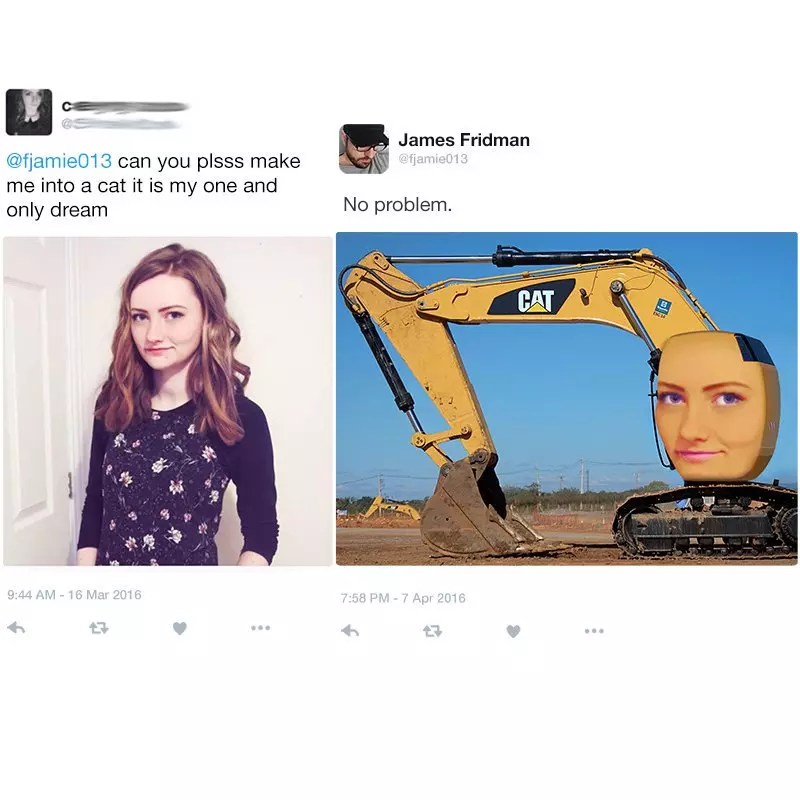 @fjamie013 can you plsss make
me into a cat it is my one and
only dream
9:44 AM - 16 Mar 2016
James Fridman
@fjamie013
No problem.
CAT
7:58 PM - 7 Apr 2016